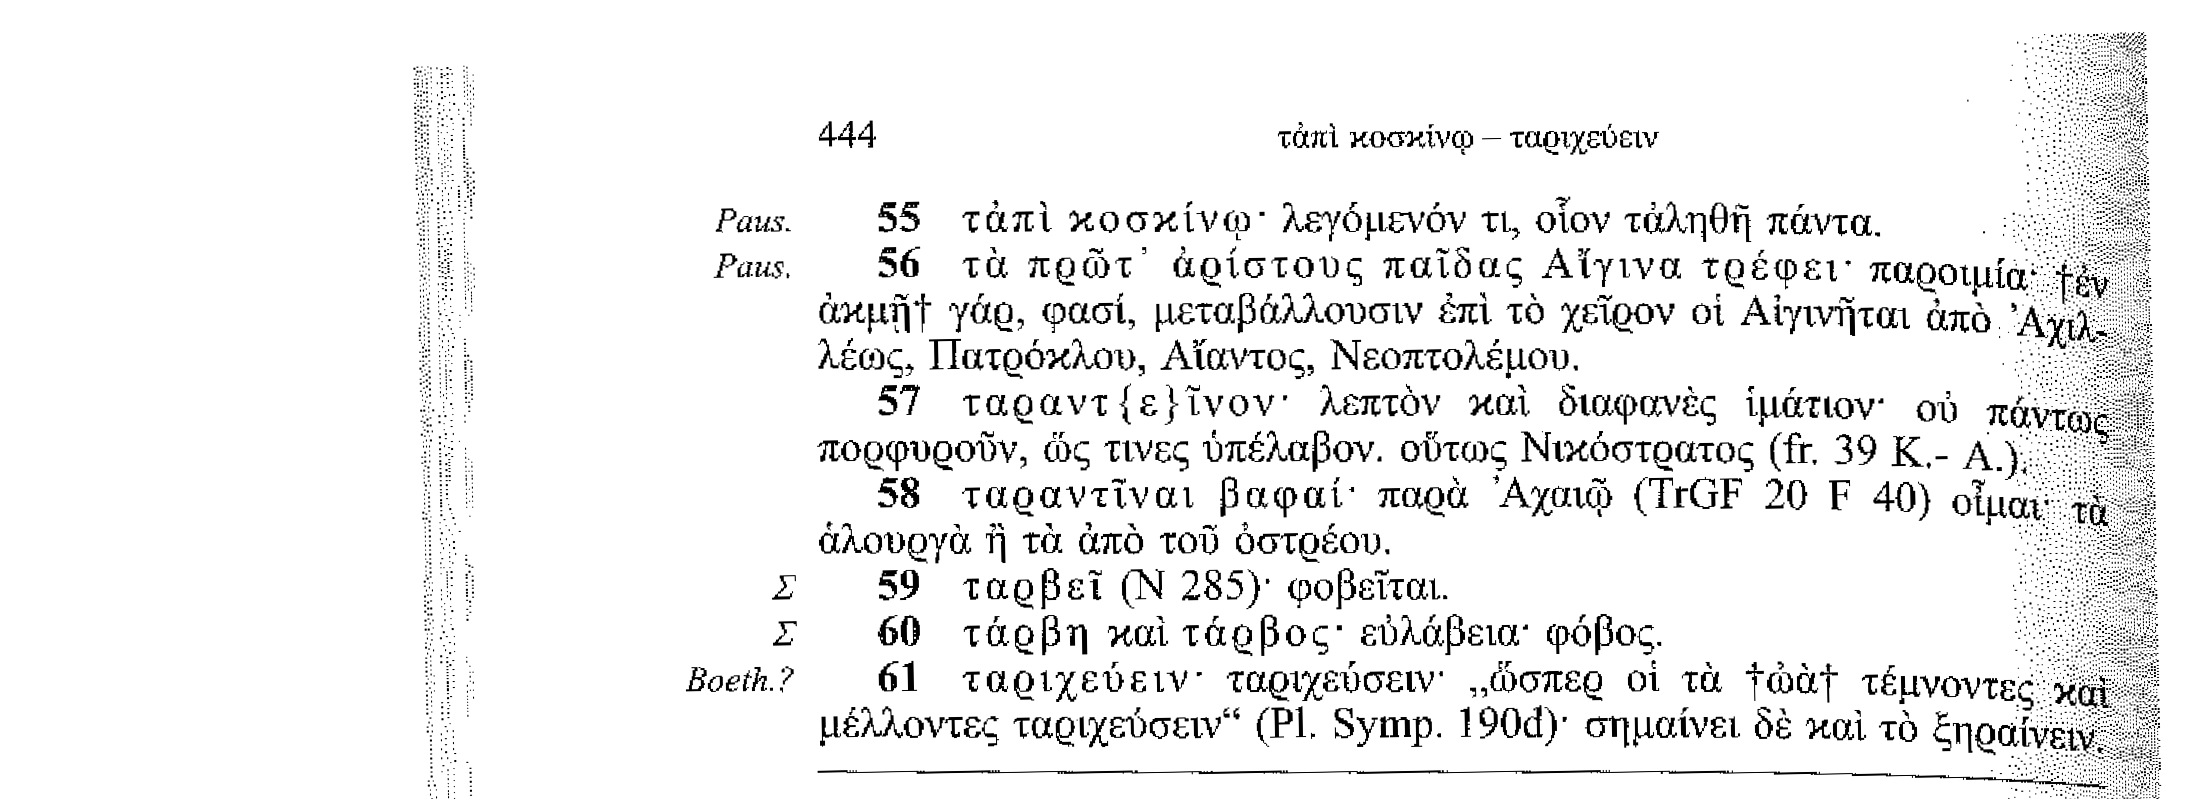 444 τἀπὶ κοσκίνῳ – ταριχεύειν
Paus. 55 τἀπὶ κοσκίνῳ· λεγόμενόν τι, οἷον τἀληθῆ πάντα.
Paus. 56 τὰ πρῶτ᾽ ἀρίστους παῖδας Αἴγινα τρέφει· παροιμία· †ἐν
ἀκμῇ† γάρ, φασί, μεταβάλλουσιν ἐπὶ τὸ χεῖρον οἱ Αἰγινῆται ἀπὸ Ἀχιλ-
λέως, Πατρόκλου, Αἴαντος, Νεοπτολέμου.
57 ταραντ{ε}ῖνον· λεπτὸν καὶ διαφανὲς ἱμάτιον· οὐ πάντως
πορφυροῦν, ὥς τινες ὑπέλαβον. οὕτως Νικόστρατος (fr. 39 K.- A.).
58 ταραντῖναι βαφαί· παρὰ Ἀχαιῷ (TrGF 20 F 40) οἶμαι· τὰ
ἁλουργὰ ἢ τὰ ἀπὸ τοῦ ὀστρέου.
Σ 59 ταρβεῖ (N 285)· φοβεῖται.
Σ 60 τάρβη καὶ τάρβος· εὐλάβεια· φόβος.
Boeth.? 61 ταριχεύειν· ταριχεύσειν· „ὥσπερ οἱ τὰ †ὠὰ† τέμνοντες καὶ
μέλλοντες ταριχεύσειν“ (Pl. Symp. 190d)· σημαίνει δὲ καὶ τὸ ξηραίνειν.